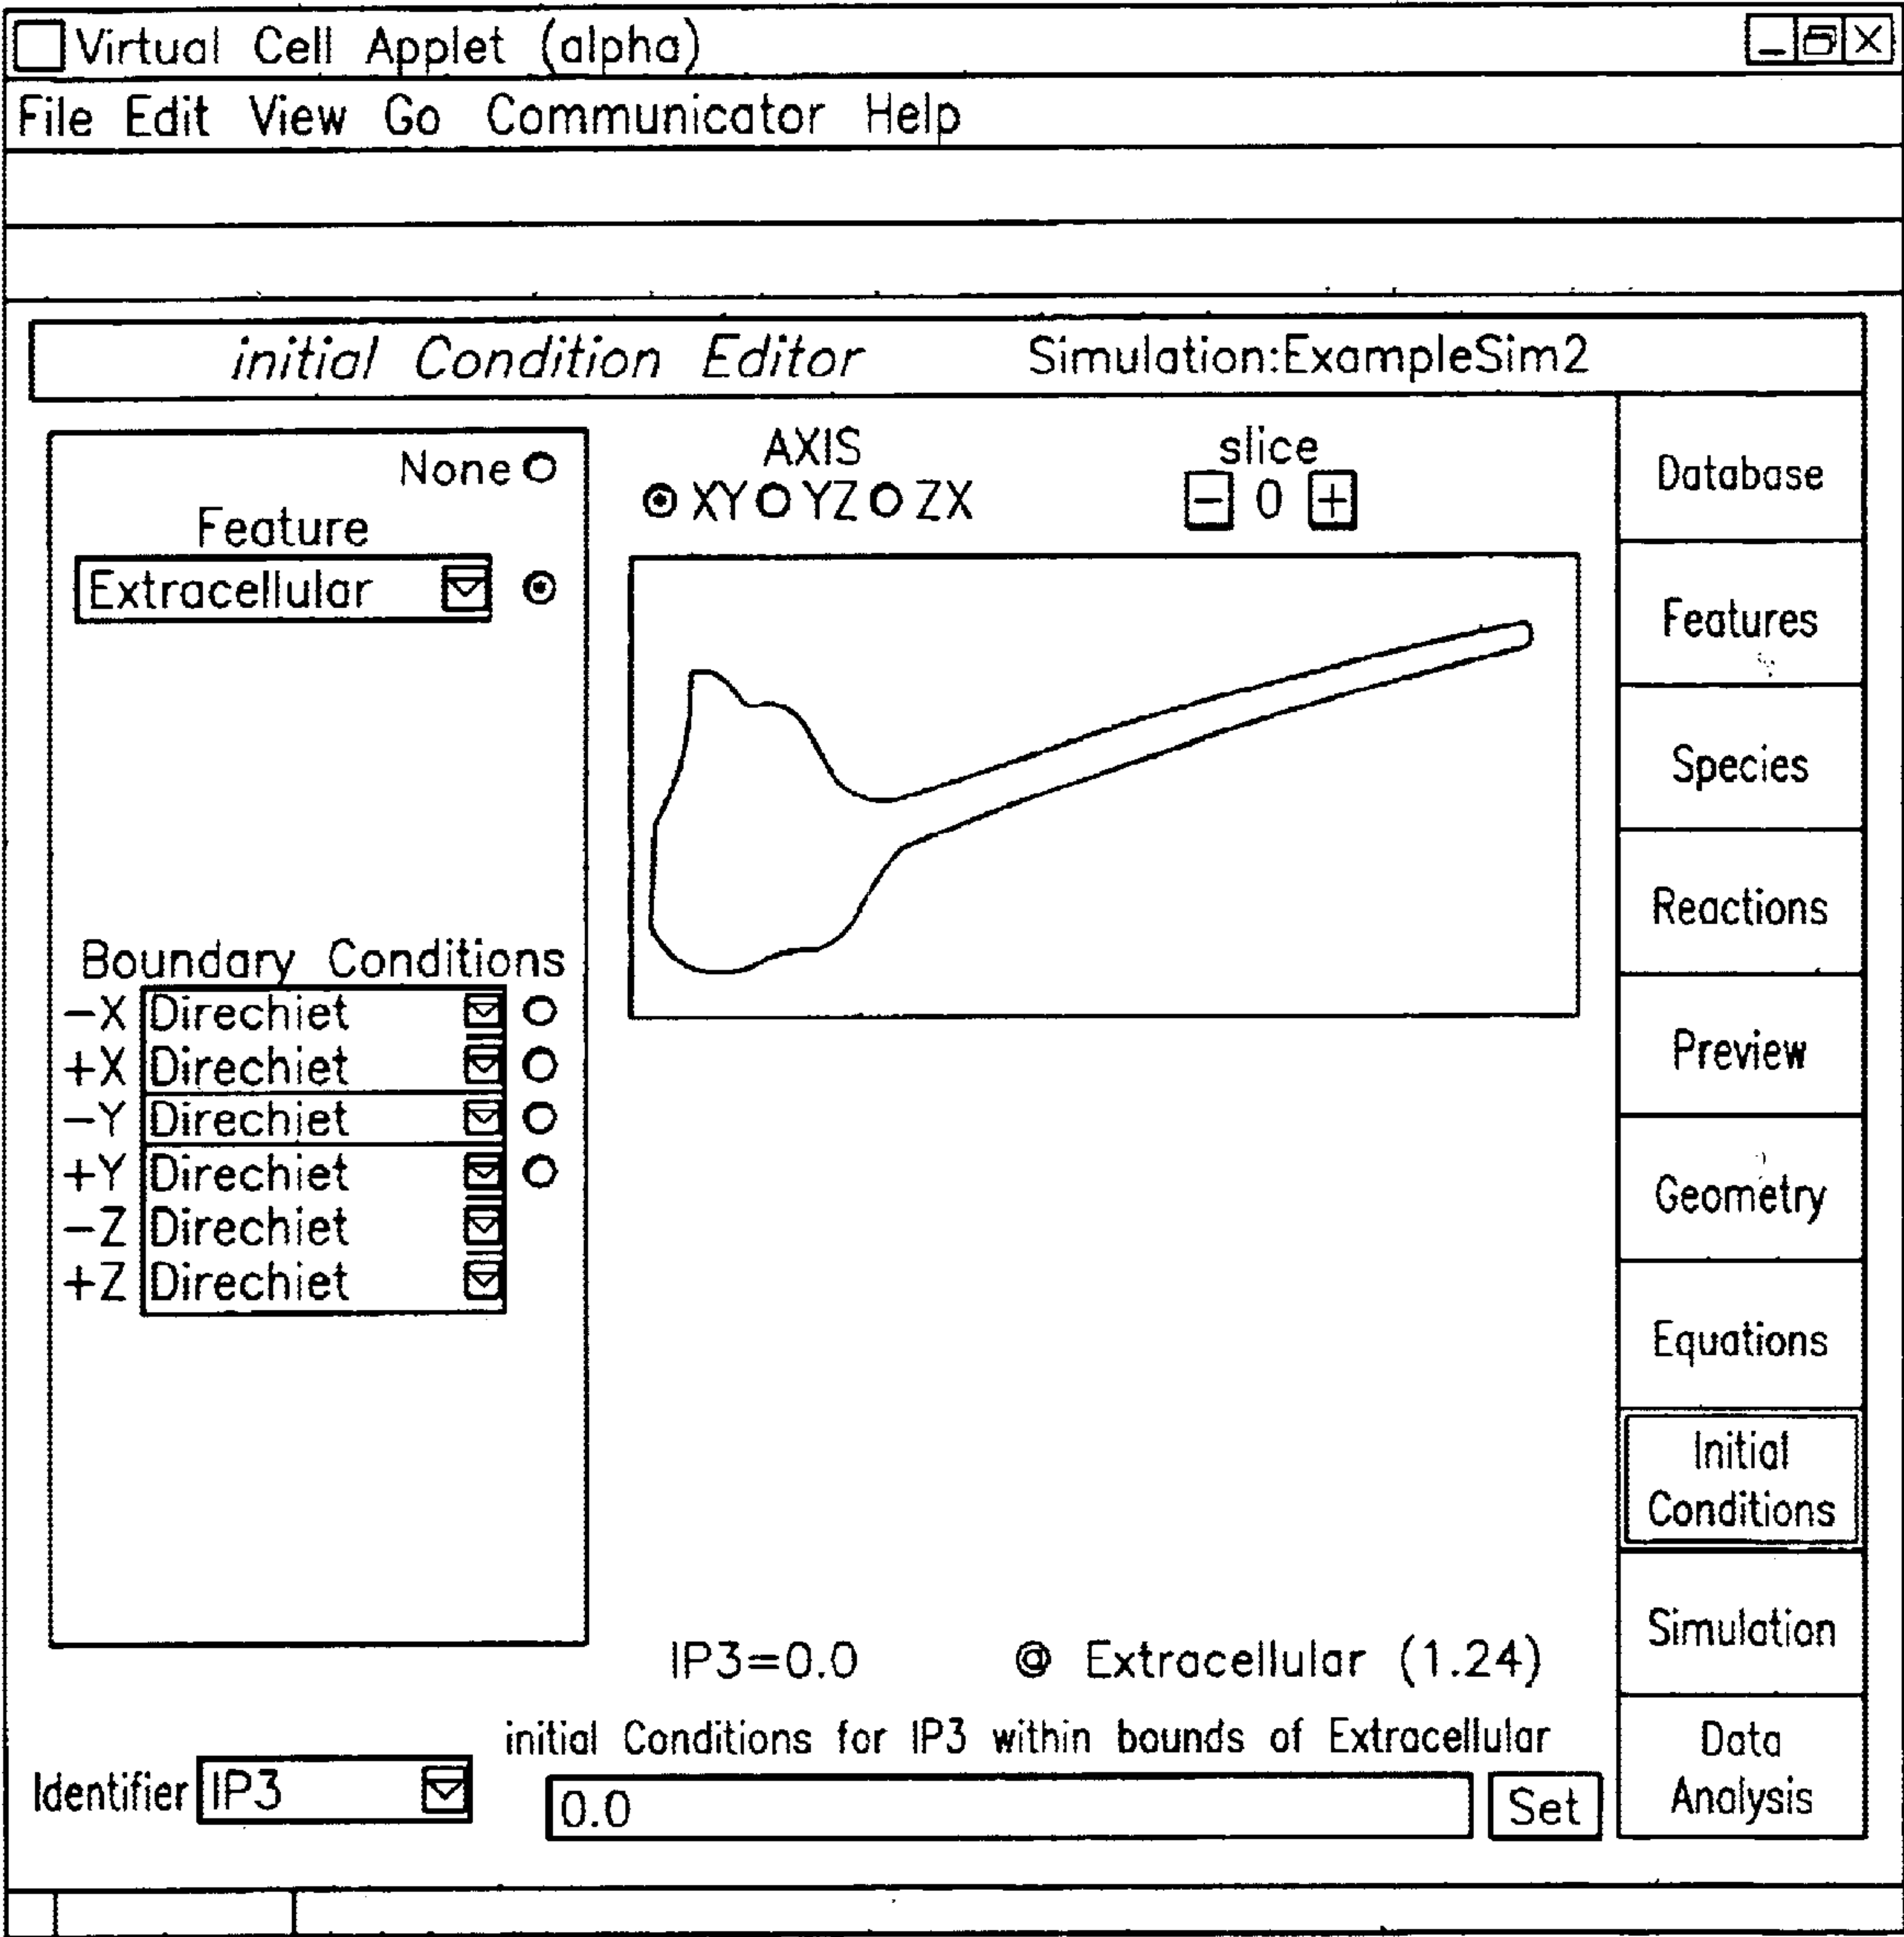 Virtual Cell Applet (alpha)
File Edit View Go Communicator Help
initial Condition Editor Simulation:ExampleSim2
None
Feature
Extracellular
Boundary Conditions
-X Direchiet
+X Direchiet
-Y Direchiet
+Y Direchiet
-Z Direchiet
+Z Direchiet
AXIS
XY YZ ZX
slice
- 0 +
IP3=0.0 @ Extracellular (1.24)
initial Conditions for IP3 within bounds of Extracellular
Identifier IP3
0.0 Set
Database
Features
Species
Reactions
Preview
Geometry
Equations
Initial
Conditions
Simulation
Data
Analysis